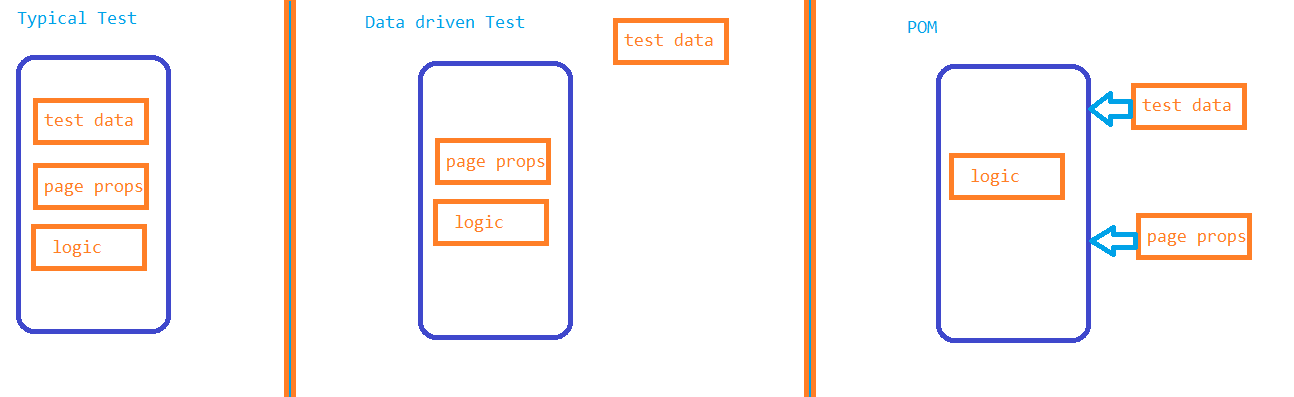 Typical Test
test data
page props
logic
Data driven Test
test data
page props
logic
POM
test data
logic
page props